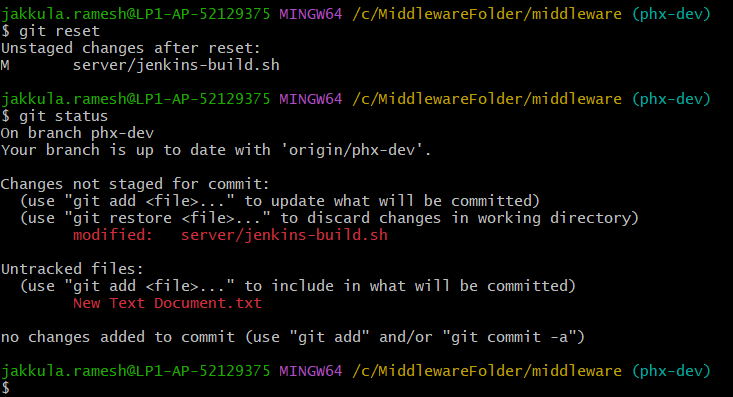 jakkula.ramesh@LP1-AP-52129375 MINGW64 /c/MiddlewareFolder/middleware (phx-dev)
$ git reset
Unstaged changes after reset:
M       server/jenkins-build.sh

jakkula.ramesh@LP1-AP-52129375 MINGW64 /c/MiddlewareFolder/middleware (phx-dev)
$ git status
On branch phx-dev
Your branch is up to date with 'origin/phx-dev'.

Changes not staged for commit:
  (use "git add <file>..." to update what will be committed)
  (use "git restore <file>..." to discard changes in working directory)
        modified:   server/jenkins-build.sh

Untracked files:
  (use "git add <file>..." to include in what will be committed)
        New Text Document.txt

no changes added to commit (use "git add" and/or "git commit -a")

jakkula.ramesh@LP1-AP-52129375 MINGW64 /c/MiddlewareFolder/middleware (phx-dev)
$